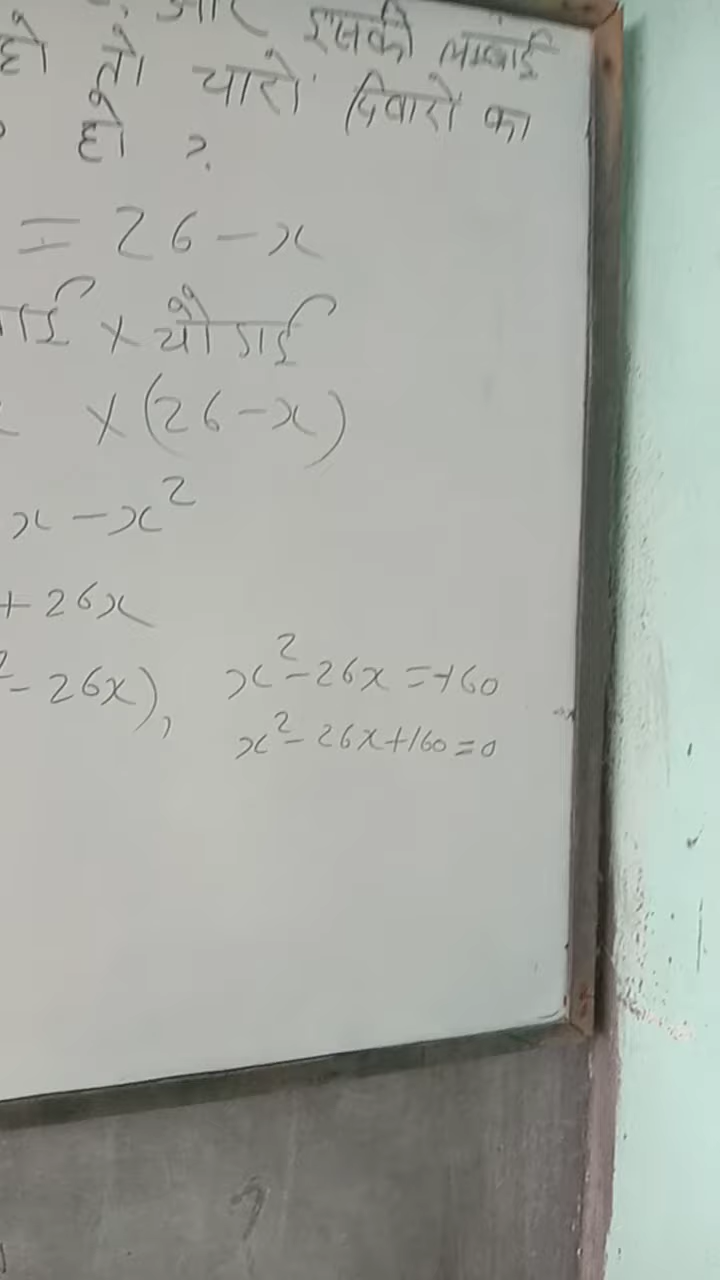 और इसकी लम्बाई
हो तो चारों दिवारों का
हो ?
= 26 - x
× चौडाई
× (26 - x)
x - x²
+ 26x
- 26x), x² - 26x = -160
x² - 26x + 160 = 0